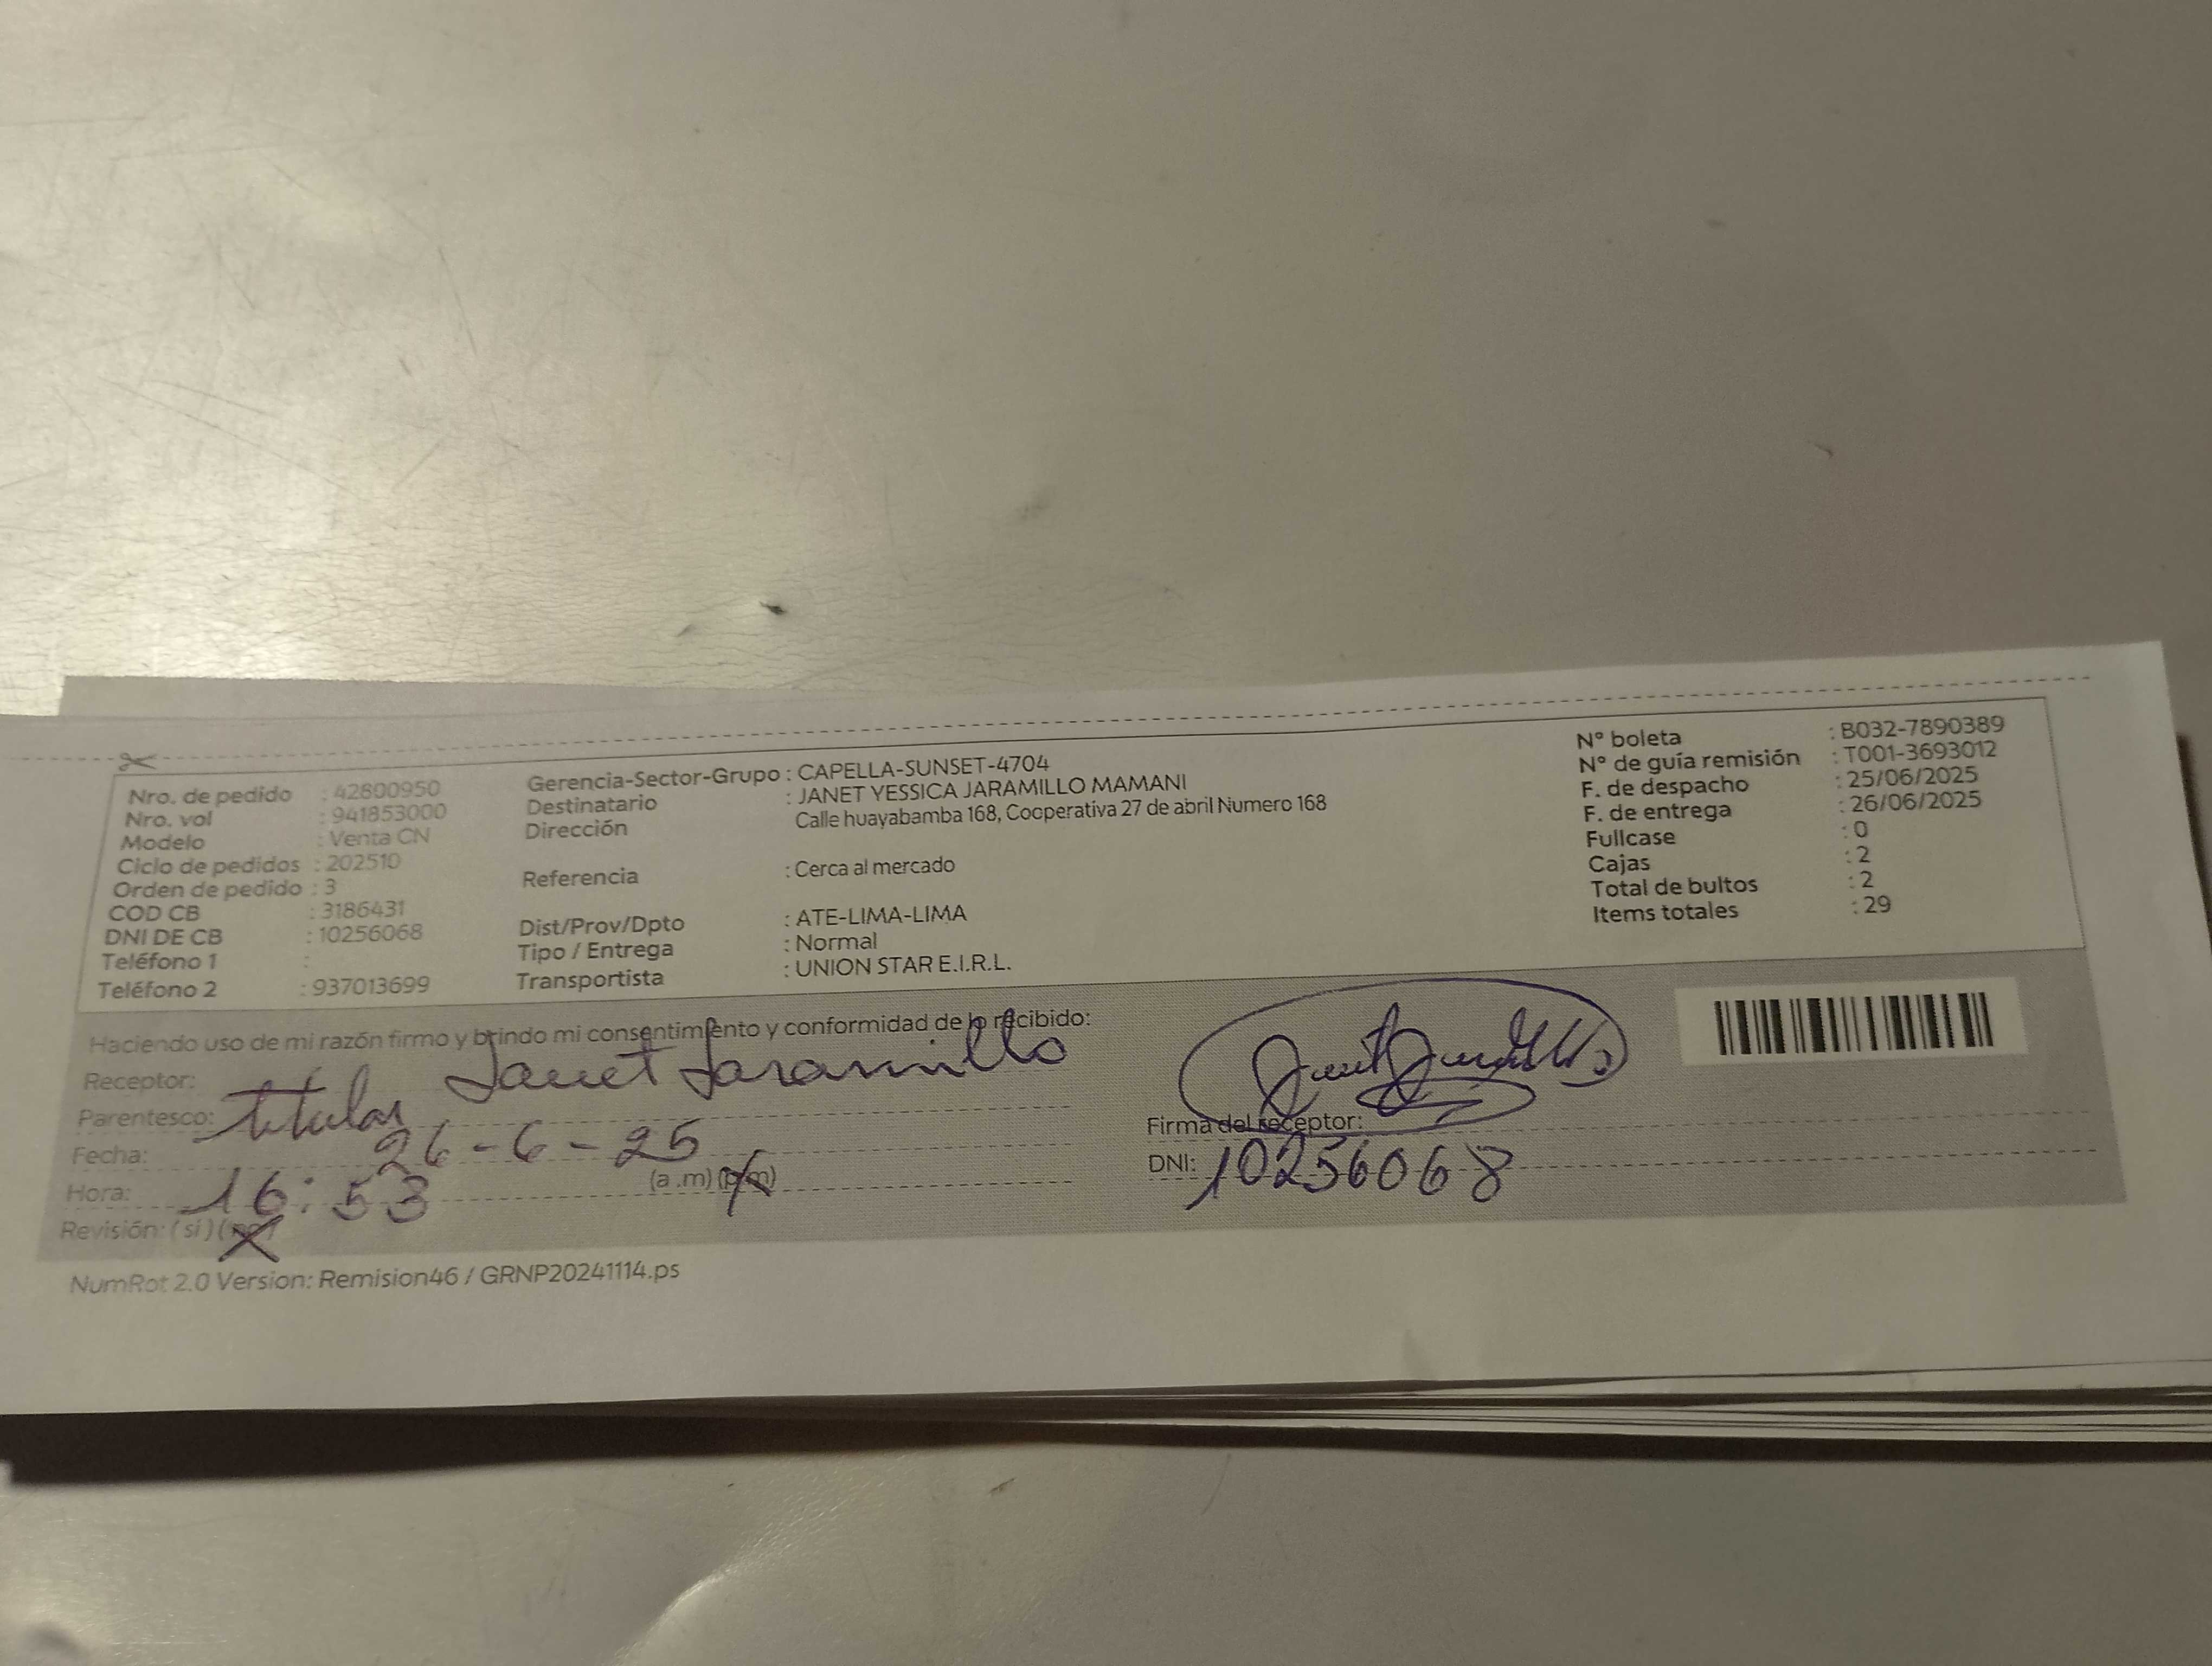 Nro. de pedido : 42800950
Nro. vol : 941853000
Modelo : Venta CN
Ciclo de pedidos : 202510
Orden de pedido : 3
COD CB : 3186431
DNI DE CB : 10256068
Teléfono 1 :
Teléfono 2 : 937013699
Gerencia-Sector-Grupo : CAPELLA-SUNSET-4704
Destinatario : JANET YESSICA JARAMILLO MAMANI
Dirección Calle huayabamba 168, Cooperativa 27 de abril Numero 168
Referencia : Cerca al mercado
Dist/Prov/Dpto : ATE-LIMA-LIMA
Tipo / Entrega : Normal
Transportista : UNION STAR E.I.R.L.
N° boleta : B032-7890389
N° de guía remisión : T001-3693012
F. de despacho : 25/06/2025
F. de entrega : 26/06/2025
Fullcase : 0
Cajas : 2
Total de bultos : 2
Items totales : 29
Haciendo uso de mi razón firmo y brindo mi consentimiento y conformidad de lo recibido:
Receptor: Janet Jaramillo
Parentesco: titular
Fecha: 26-6-25
Hora: 16:53 (a .m) (p.m)
Revisión: ( si ) ( no )
Firma del receptor:
DNI: 10256068
NumRot 2.0 Version: Remision46 / GRNP20241114.ps